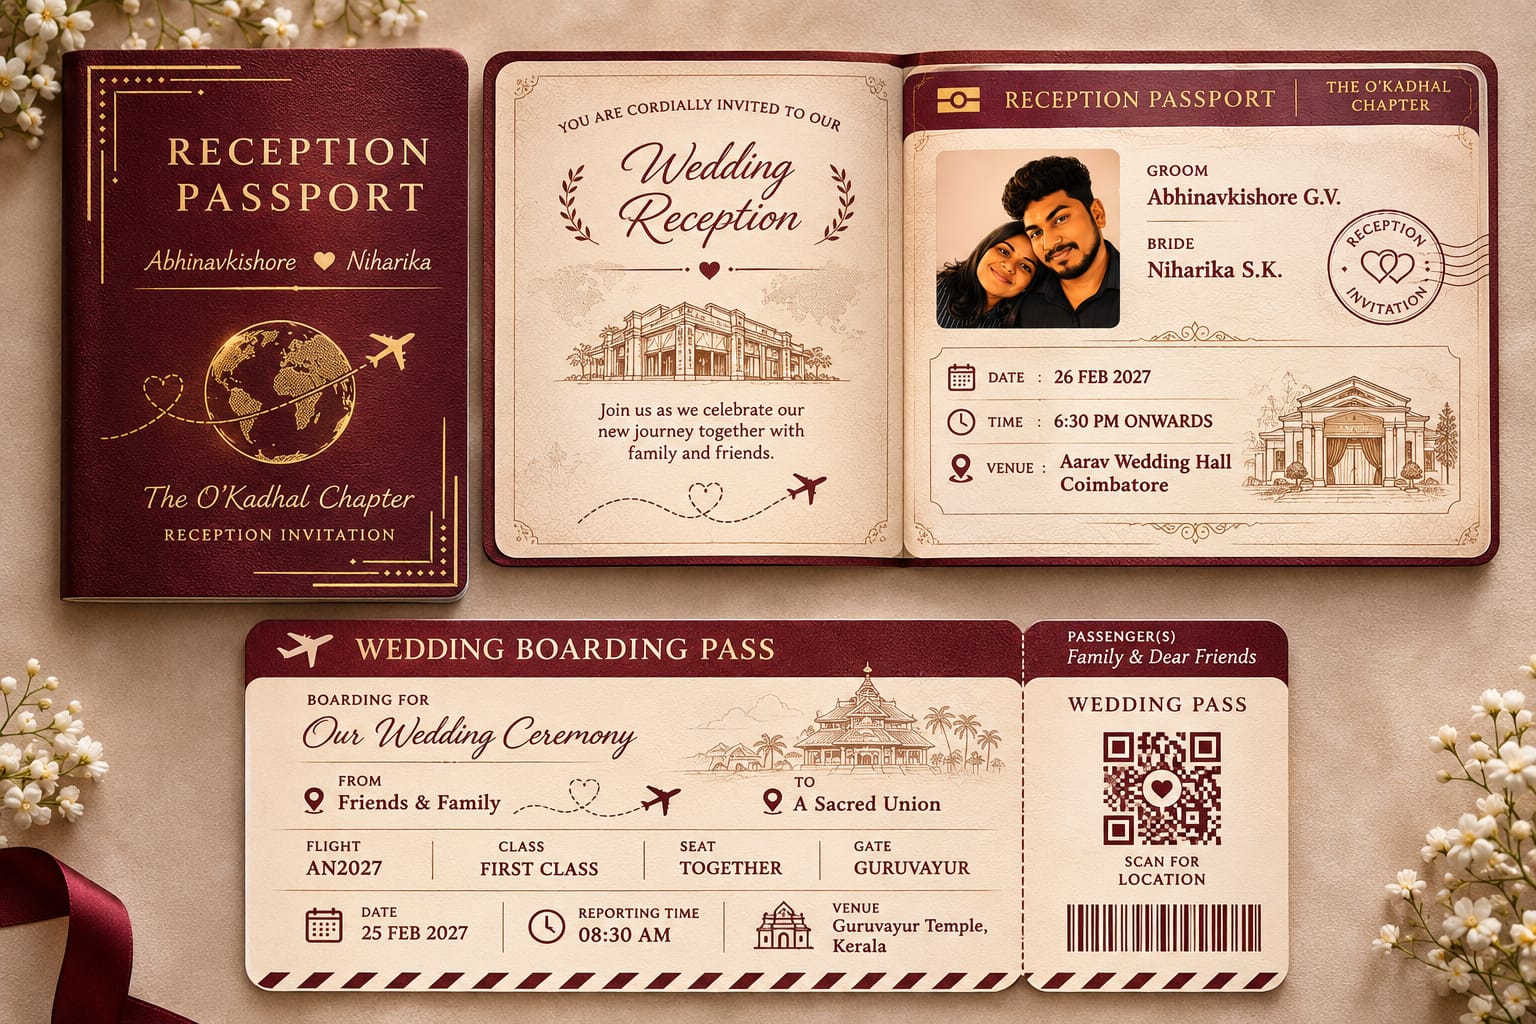 RECEPTION
PASSPORT
Abhinavkishore Niharika
The O'Kadhal Chapter
RECEPTION INVITATION
YOU ARE CORDIALLY INVITED TO OUR
Wedding
Reception
Join us as we celebrate our
new journey together with
family and friends.
RECEPTION PASSPORT
THE O'KADHAL
CHAPTER
GROOM
Abhinavkishore G.V.
BRIDE
Niharika S.K.
RECEPTION
INVITATION
DATE : 26 FEB 2027
TIME : 6:30 PM ONWARDS
VENUE : Aarav Wedding Hall
Coimbatore
WEDDING BOARDING PASS
BOARDING FOR
Our Wedding Ceremony
FROM
Friends & Family
TO
A Sacred Union
FLIGHT
AN2027
CLASS
FIRST CLASS
SEAT
TOGETHER
GATE
GURUVAYUR
DATE
25 FEB 2027
REPORTING TIME
08:30 AM
VENUE
Guruvayur Temple,
Kerala
PASSENGER(S)
Family & Dear Friends
WEDDING PASS
SCAN FOR
LOCATION